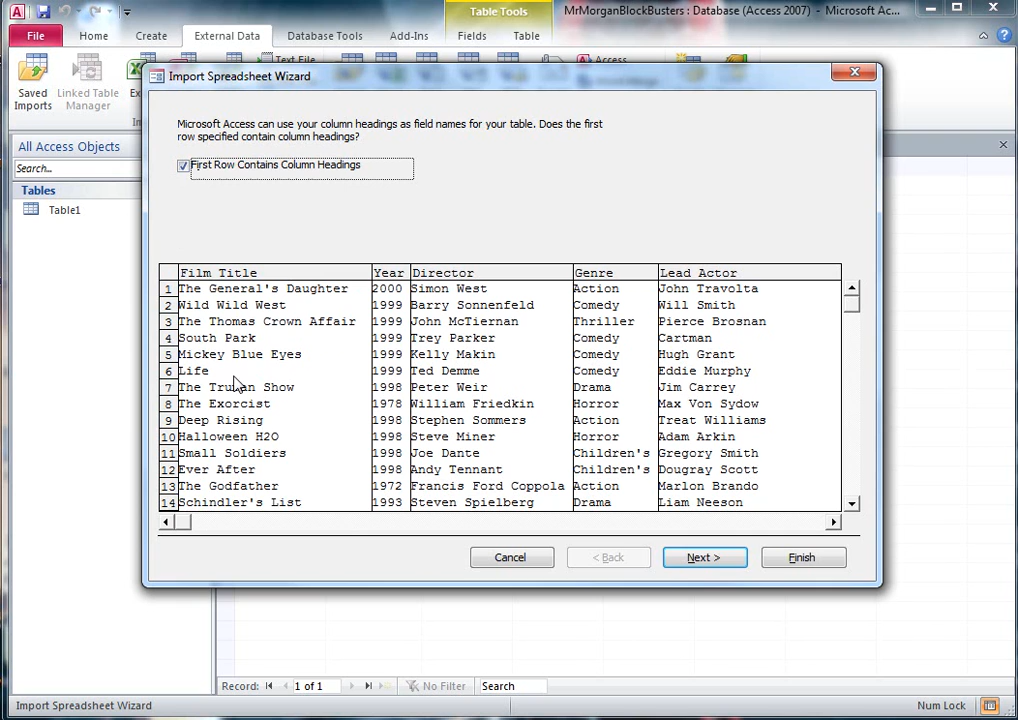 Table Tools
MrMorganBlockBusters : Database (Access 2007) - Microsoft Ac...
File Home Create External Data Database Tools Add-Ins Fields Table
Text File
Access
Saved Imports
Linked Table Manager
All Access Objects
Search...
Tables
Table1
Import Spreadsheet Wizard
Microsoft Access can use your column headings as field names for your table. Does the first
row specified contain column headings?
First Row Contains Column Headings
Film Title Year Director Genre Lead Actor
1 The General's Daughter 2000 Simon West Action John Travolta
2 Wild Wild West 1999 Barry Sonnenfeld Comedy Will Smith
3 The Thomas Crown Affair 1999 John McTiernan Thriller Pierce Brosnan
4 South Park 1999 Trey Parker Comedy Cartman
5 Mickey Blue Eyes 1999 Kelly Makin Comedy Hugh Grant
6 Life 1999 Ted Demme Comedy Eddie Murphy
7 The Truman Show 1998 Peter Weir Drama Jim Carrey
8 The Exorcist 1978 William Friedkin Horror Max Von Sydow
9 Deep Rising 1998 Stephen Sommers Action Treat Williams
10 Halloween H2O 1998 Steve Miner Horror Adam Arkin
11 Small Soldiers 1998 Joe Dante Children's Gregory Smith
12 Ever After 1998 Andy Tennant Children's Dougray Scott
13 The Godfather 1972 Francis Ford Coppola Action Marlon Brando
14 Schindler's List 1993 Steven Spielberg Drama Liam Neeson
Cancel < Back Next > Finish
Record: 1 of 1 No Filter Search
Import Spreadsheet Wizard Num Lock